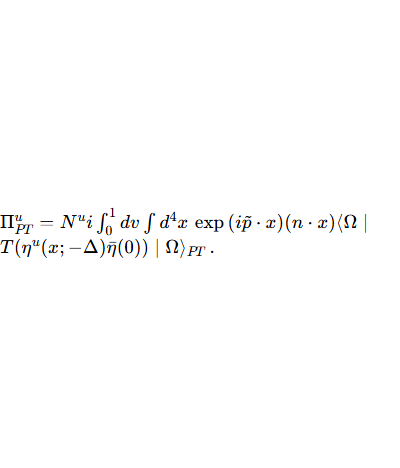 Π^u_{PT} = N^u i ∫_0^1 dv ∫ d^4x exp (ip̃ · x)(n · x)⟨Ω |
T(η^u(x; −Δ)η̄(0)) | Ω⟩_{PT} .